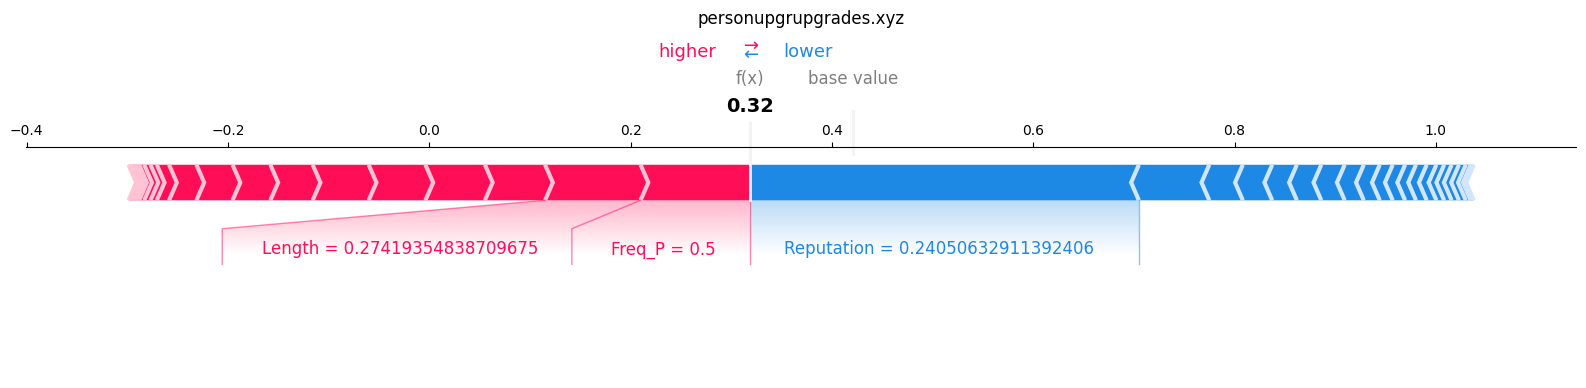 personupgrupgrades.xyz
higher ⇄ lower
f(x) base value
0.32
−0.4 −0.2 0.0 0.2 0.4 0.6 0.8 1.0
Length = 0.27419354838709675 Freq_P = 0.5 Reputation = 0.24050632911392406